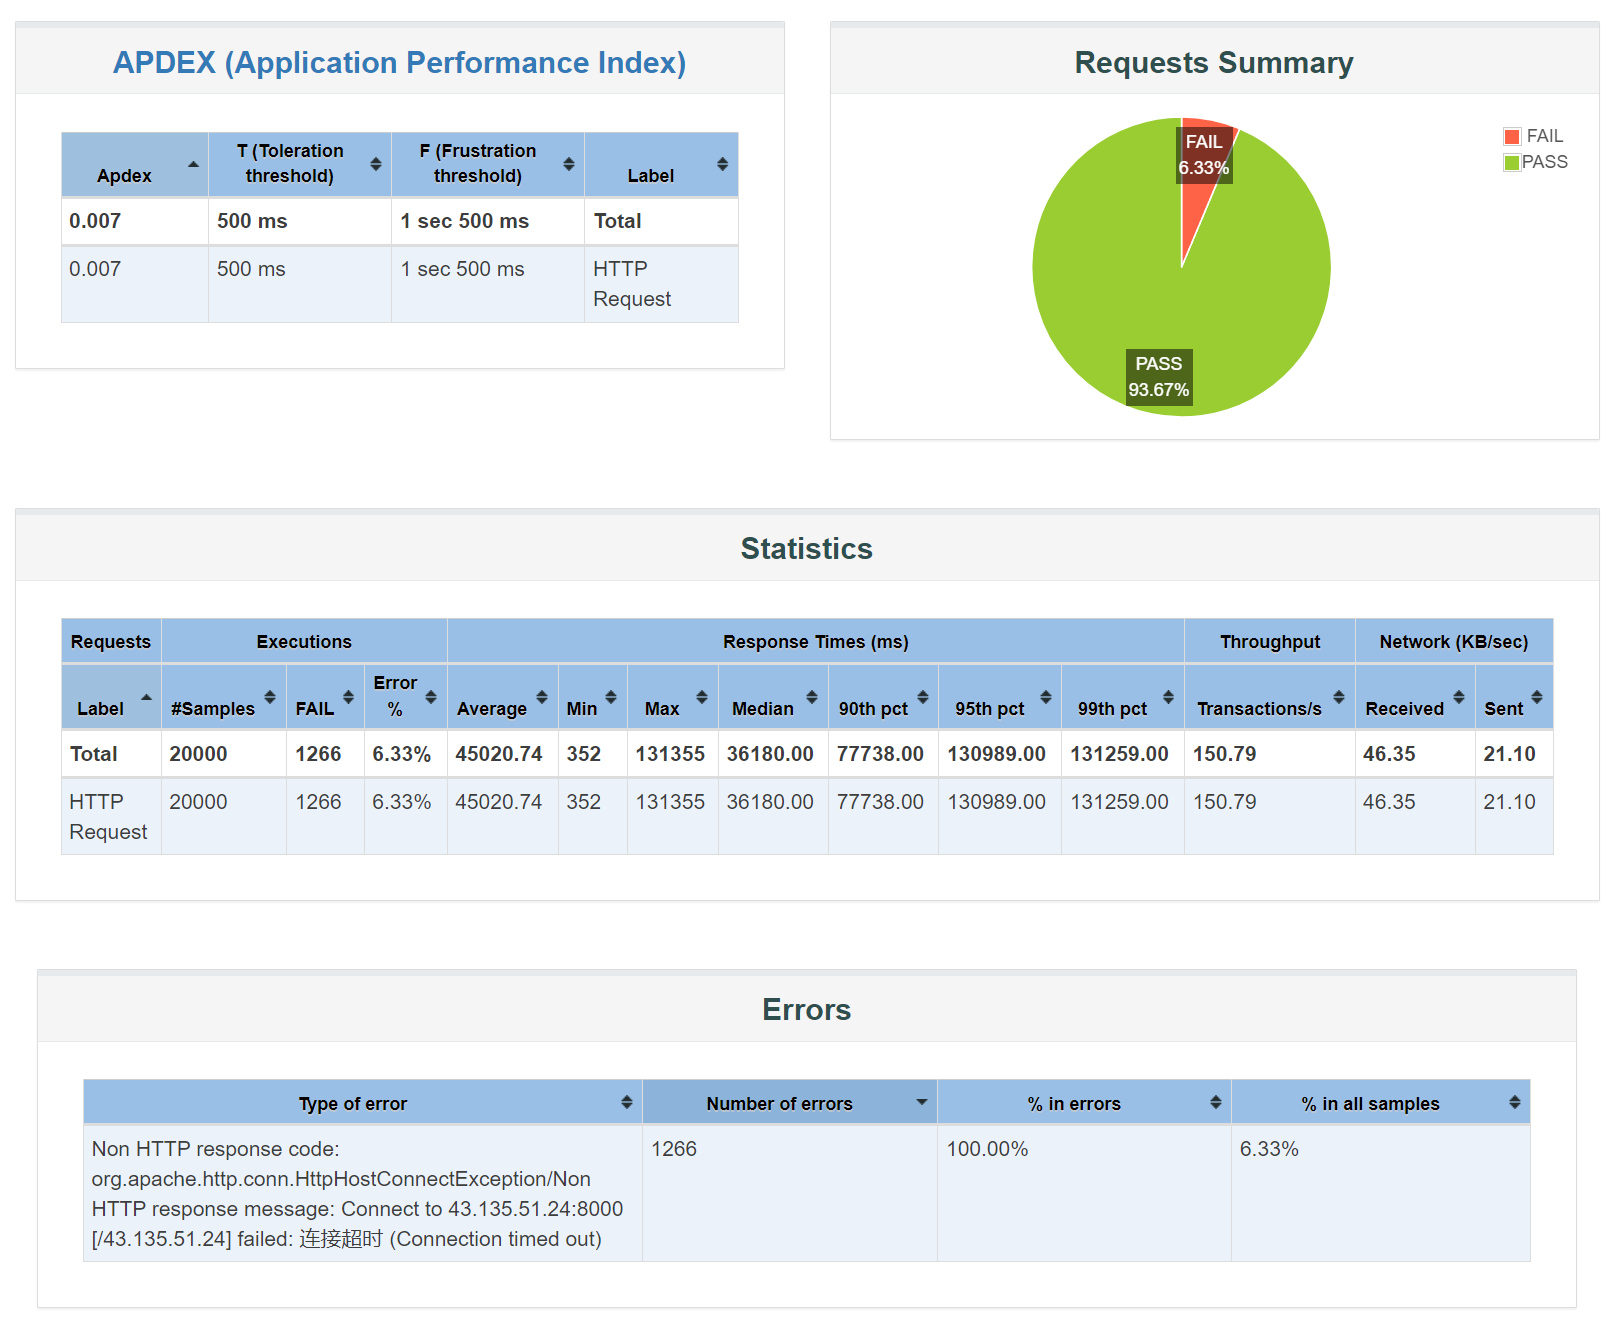 APDEX (Application Performance Index)
Apdex T (Toleration threshold) F (Frustration threshold) Label
0.007 500 ms 1 sec 500 ms Total
0.007 500 ms 1 sec 500 ms HTTP Request
Requests Summary
FAIL
6.33%
PASS
93.67%
FAIL
PASS
Statistics
Requests Executions Response Times (ms) Throughput Network (KB/sec)
Label #Samples FAIL Error % Average Min Max Median 90th pct 95th pct 99th pct Transactions/s Received Sent
Total 20000 1266 6.33% 45020.74 352 131355 36180.00 77738.00 130989.00 131259.00 150.79 46.35 21.10
HTTP Request 20000 1266 6.33% 45020.74 352 131355 36180.00 77738.00 130989.00 131259.00 150.79 46.35 21.10
Errors
Type of error Number of errors % in errors % in all samples
Non HTTP response code: 1266 100.00% 6.33%
org.apache.http.conn.HttpHostConnectException/Non
HTTP response message: Connect to 43.135.51.24:8000
[/43.135.51.24] failed: 连接超时 (Connection timed out)